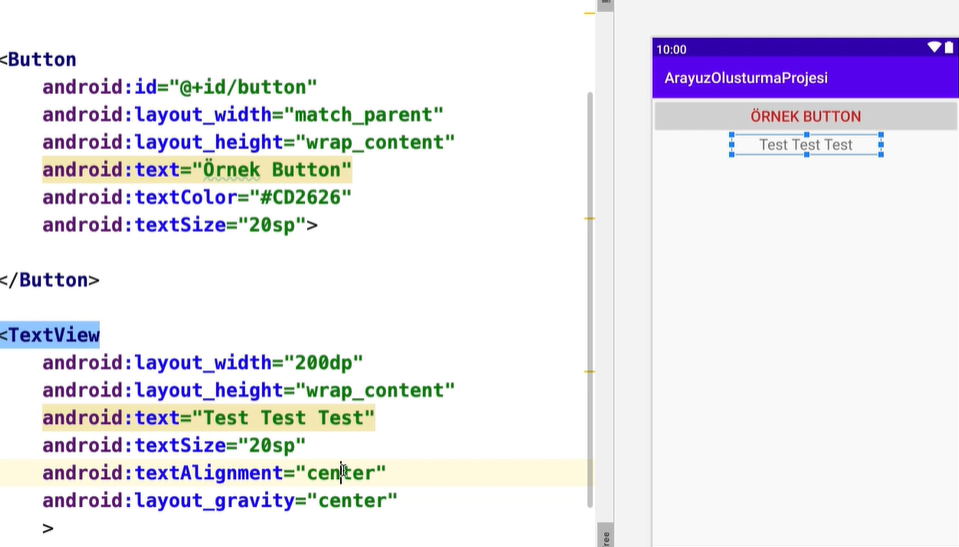 <Button
android:id="@+id/button"
android:layout_width="match_parent"
android:layout_height="wrap_content"
android:text="Örnek Button"
android:textColor="#CD2626"
android:textSize="20sp">
</Button>
<TextView
android:layout_width="200dp"
android:layout_height="wrap_content"
android:text="Test Test Test"
android:textSize="20sp"
android:textAlignment="center"
android:layout_gravity="center"
>
10:00
ArayuzOlusturmaProjesi
ÖRNEK BUTTON
Test Test Test